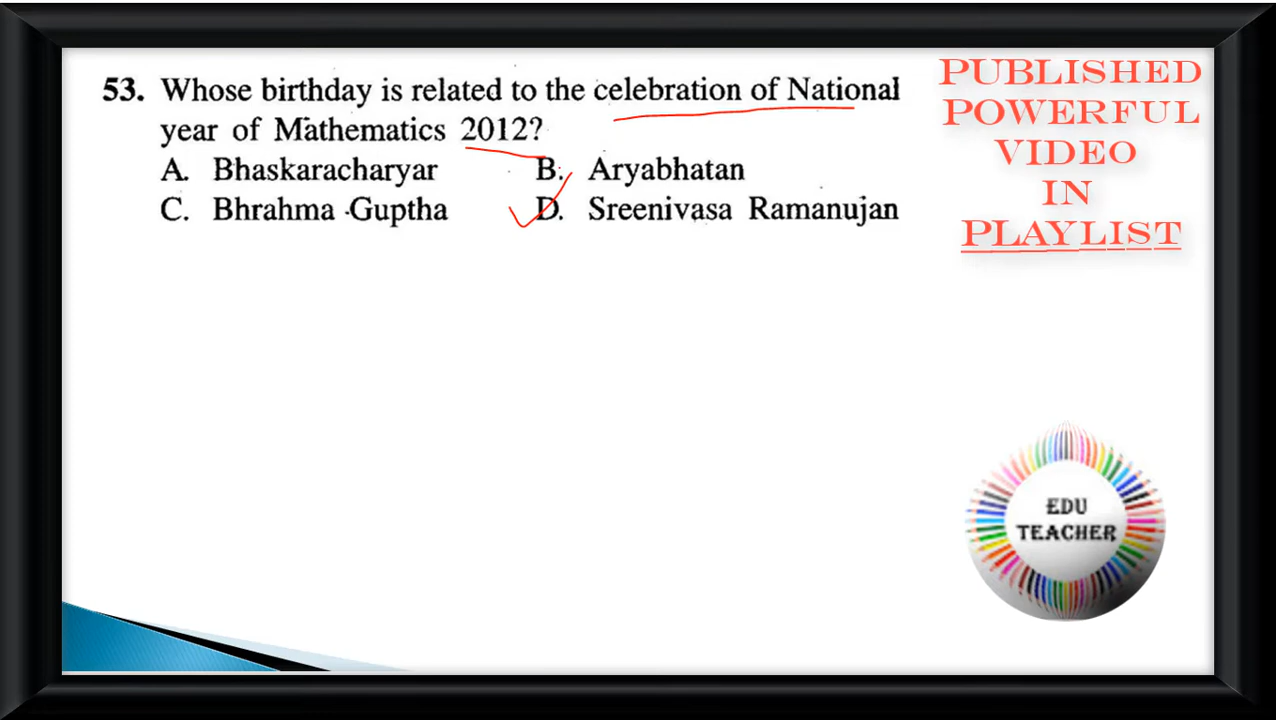 53. Whose birthday is related to the celebration of National
year of Mathematics 2012?
A. Bhaskaracharyar B. Aryabhatan
C. Bhrahma Guptha D. Sreenivasa Ramanujan
PUBLISHED
POWERFUL
VIDEO
IN
PLAYLIST
EDU
TEACHER